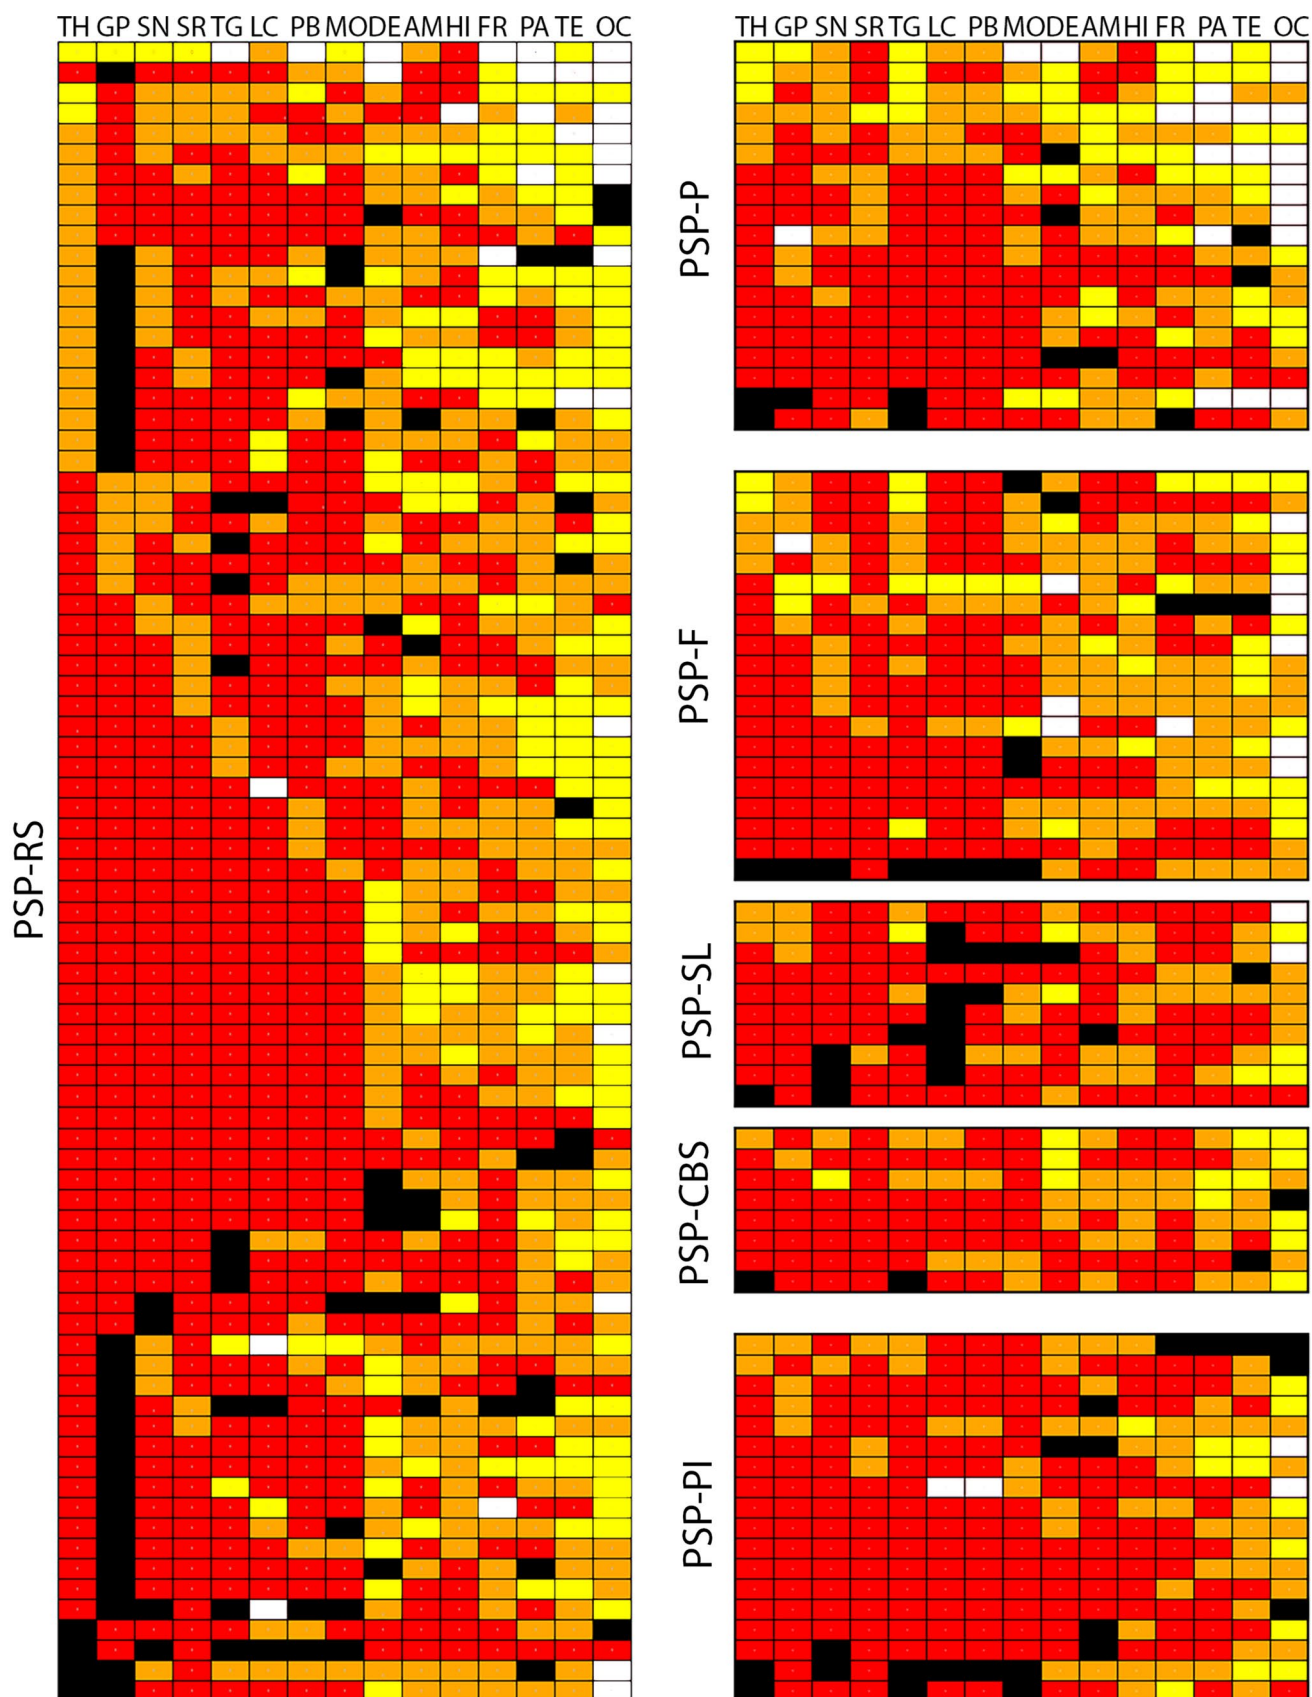 TH GP SN SR TG LC PB MO DE AM HI FR PA TE OC
TH GP SN SR TG LC PB MO DE AM HI FR PA TE OC
PSP-RS
PSP-P
PSP-F
PSP-SL
PSP-CBS
PSP-PI